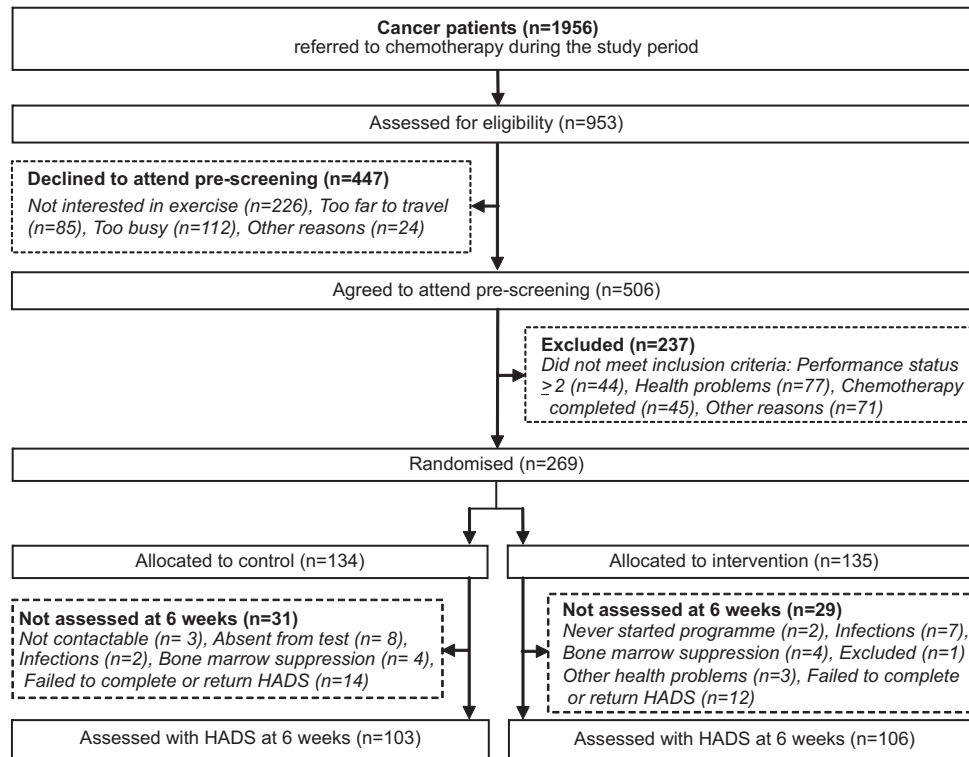 Cancer patients (n=1956)
referred to chemotherapy during the study period
Assessed for eligibility (n=953)
Declined to attend pre-screening (n=447)
Not interested in exercise (n=226), Too far to travel
(n=85), Too busy (n=112), Other reasons (n=24)
Agreed to attend pre-screening (n=506)
Excluded (n=237)
Did not meet inclusion criteria: Performance status
≥2 (n=44), Health problems (n=77), Chemotherapy
completed (n=45), Other reasons (n=71)
Randomised (n=269)
Allocated to control (n=134)
Allocated to intervention (n=135)
Not assessed at 6 weeks (n=31)
Not contactable (n= 3), Absent from test (n= 8),
Infections (n=2), Bone marrow suppression (n= 4),
Failed to complete or return HADS (n=14)
Not assessed at 6 weeks (n=29)
Never started programme (n=2), Infections (n=7),
Bone marrow suppression (n=4), Excluded (n=1)
Other health problems (n=3), Failed to complete
or return HADS (n=12)
Assessed with HADS at 6 weeks (n=103)
Assessed with HADS at 6 weeks (n=106)